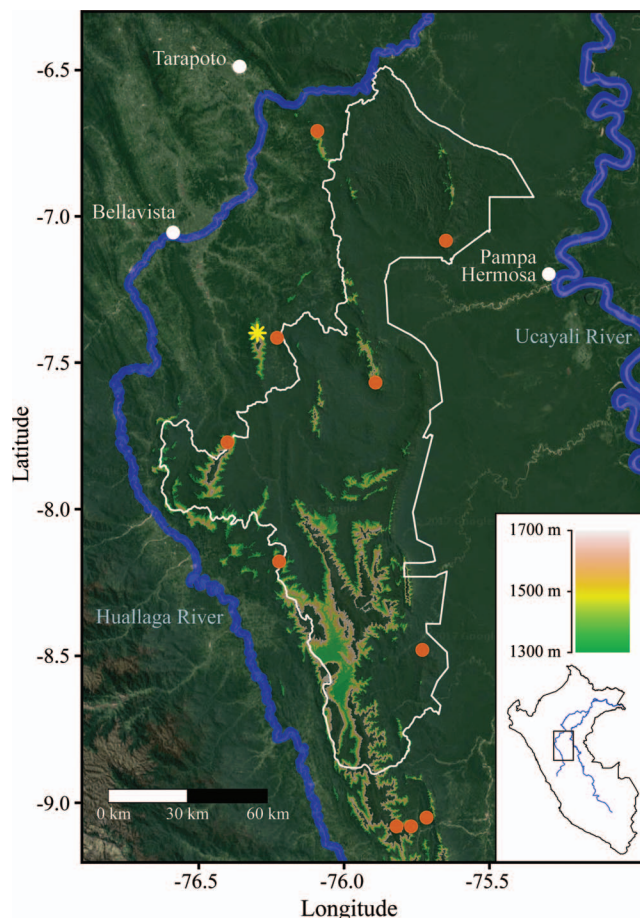 -6.5
-7.0
-7.5
-8.0
-8.5
-9.0
Latitude
Tarapoto
Bellavista
Pampa
Hermosa
Ucayali River
Huallaga River
1700 m
1500 m
1300 m
0 km
30 km
60 km
-76.5
-76.0
-75.5
Longitude